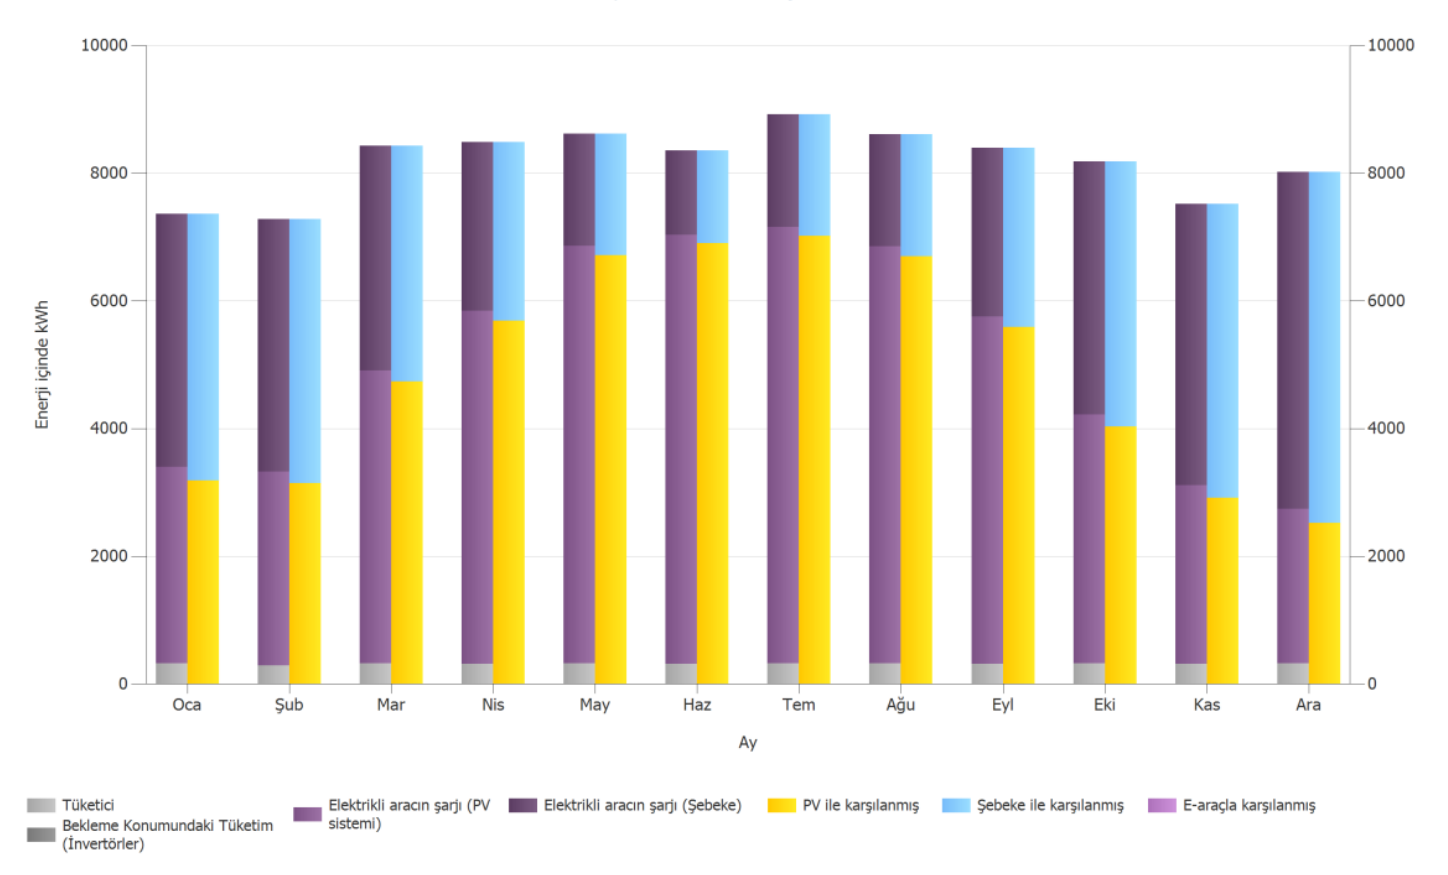 10000
10000
8000
8000
6000
6000
4000
4000
2000
2000
0
0
Enerji içinde kWh
Oca
Şub
Mar
Nis
May
Haz
Tem
Ağu
Eyl
Eki
Kas
Ara
Ay
Tüketici
Bekleme Konumundaki Tüketim
(İnvertörler)
Elektrikli aracın şarjı (PV
sistemi)
Elektrikli aracın şarjı (Şebeke)
PV ile karşılanmış
Şebeke ile karşılanmış
E-araçla karşılanmış